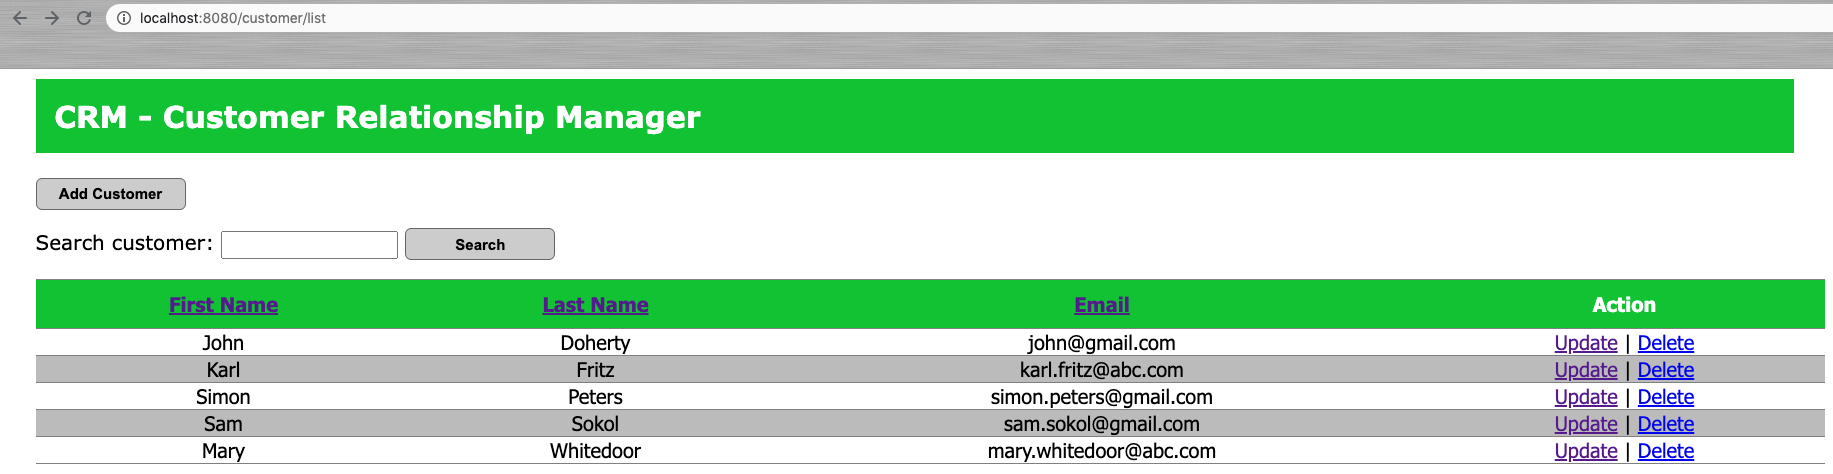 localhost:8080/customer/list
CRM - Customer Relationship Manager
Add Customer
Search customer: Search
First Name Last Name Email Action
John Doherty john@gmail.com Update | Delete
Karl Fritz karl.fritz@abc.com Update | Delete
Simon Peters simon.peters@gmail.com Update | Delete
Sam Sokol sam.sokol@gmail.com Update | Delete
Mary Whitedoor mary.whitedoor@abc.com Update | Delete